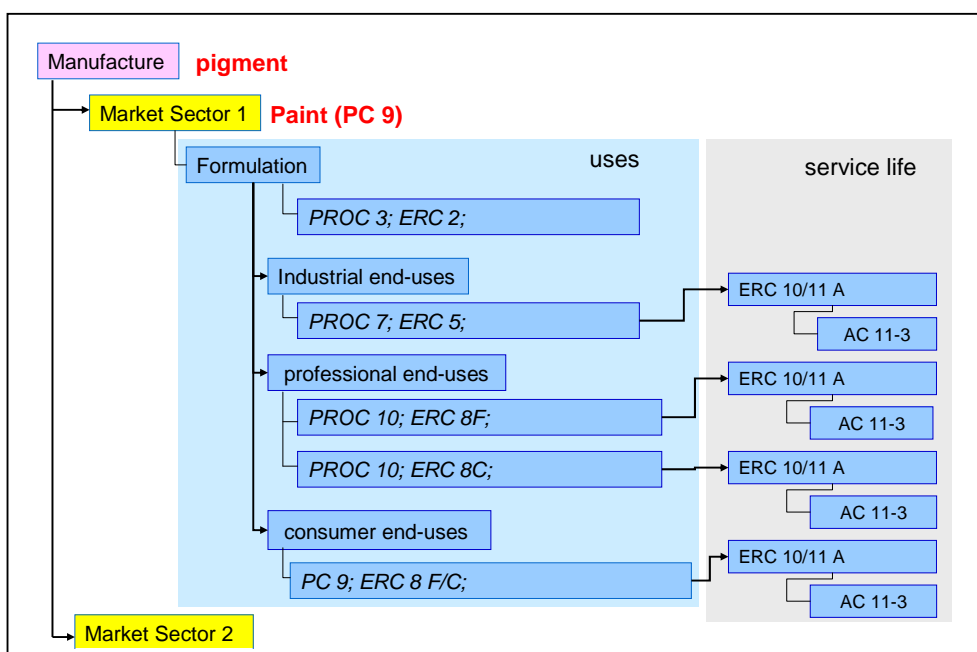 Manufacture pigment
Market Sector 1 Paint (PC 9)
uses
service life
Formulation
PROC 3; ERC 2;
Industrial end-uses
ERC 10/11 A
PROC 7; ERC 5;
AC 11-3
professional end-uses
ERC 10/11 A
PROC 10; ERC 8F;
AC 11-3
PROC 10; ERC 8C;
ERC 10/11 A
AC 11-3
consumer end-uses
ERC 10/11 A
PC 9; ERC 8 F/C;
AC 11-3
Market Sector 2